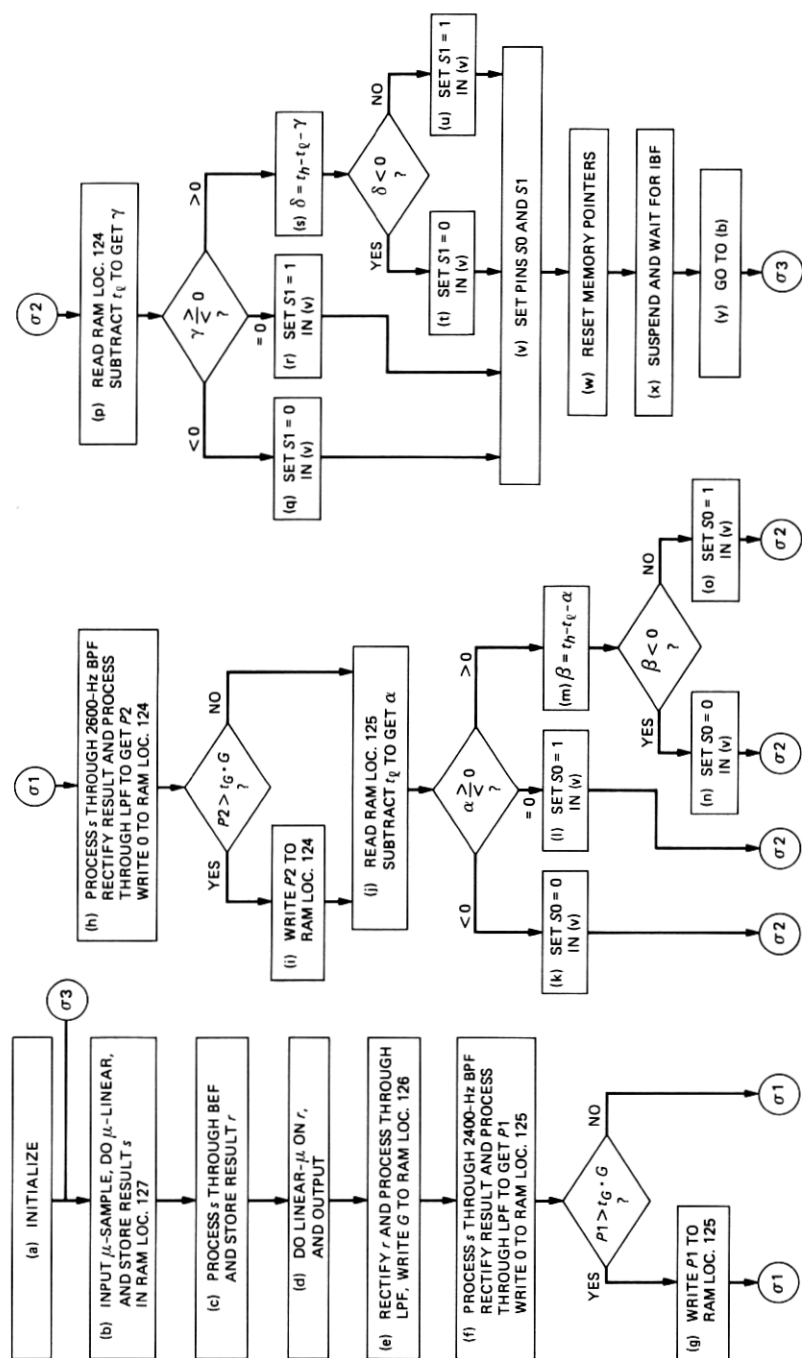 (a) INITIALIZE
σ3
(b) INPUT μ-SAMPLE, DO μ-LINEAR,
AND STORE RESULT s
IN RAM LOC. 127
(c) PROCESS s THROUGH BEF
AND STORE RESULT r
(d) DO LINEAR-μ ON r,
AND OUTPUT
(e) RECTIFY r AND PROCESS THROUGH
LPF, WRITE G TO RAM LOC. 126
(f) PROCESS s THROUGH 2400-Hz BPF
RECTIFY RESULT AND PROCESS
THROUGH LPF TO GET P1
WRITE 0 TO RAM LOC. 125
P1 > tG · G
?
YES
NO
(g) WRITE P1 TO
RAM LOC. 125
σ1
σ1
σ1
(h) PROCESS s THROUGH 2600-Hz BPF
RECTIFY RESULT AND PROCESS
THROUGH LPF TO GET P2
WRITE 0 TO RAM LOC. 124
P2 > tG · G
?
YES
NO
(i) WRITE P2 TO
RAM LOC. 124
(j) READ RAM LOC. 125
SUBTRACT tℓ TO GET α
α ⪌ 0
?
< 0
= 0
> 0
(k) SET S0 = 0
IN (v)
(l) SET S0 = 1
IN (v)
(m) β = th - tℓ - α
β < 0
?
YES
NO
(n) SET S0 = 0
IN (v)
(o) SET S0 = 1
IN (v)
σ2
σ2
σ2
σ2
σ2
(p) READ RAM LOC. 124
SUBTRACT tℓ TO GET γ
γ ⪌ 0
?
< 0
= 0
> 0
(q) SET S1 = 0
IN (v)
(r) SET S1 = 1
IN (v)
(s) δ = th - tℓ - γ
δ < 0
?
YES
NO
(t) SET S1 = 0
IN (v)
(u) SET S1 = 1
IN (v)
(v) SET PINS S0 AND S1
(w) RESET MEMORY POINTERS
(x) SUSPEND AND WAIT FOR IBF
(y) GO TO (b)
σ3